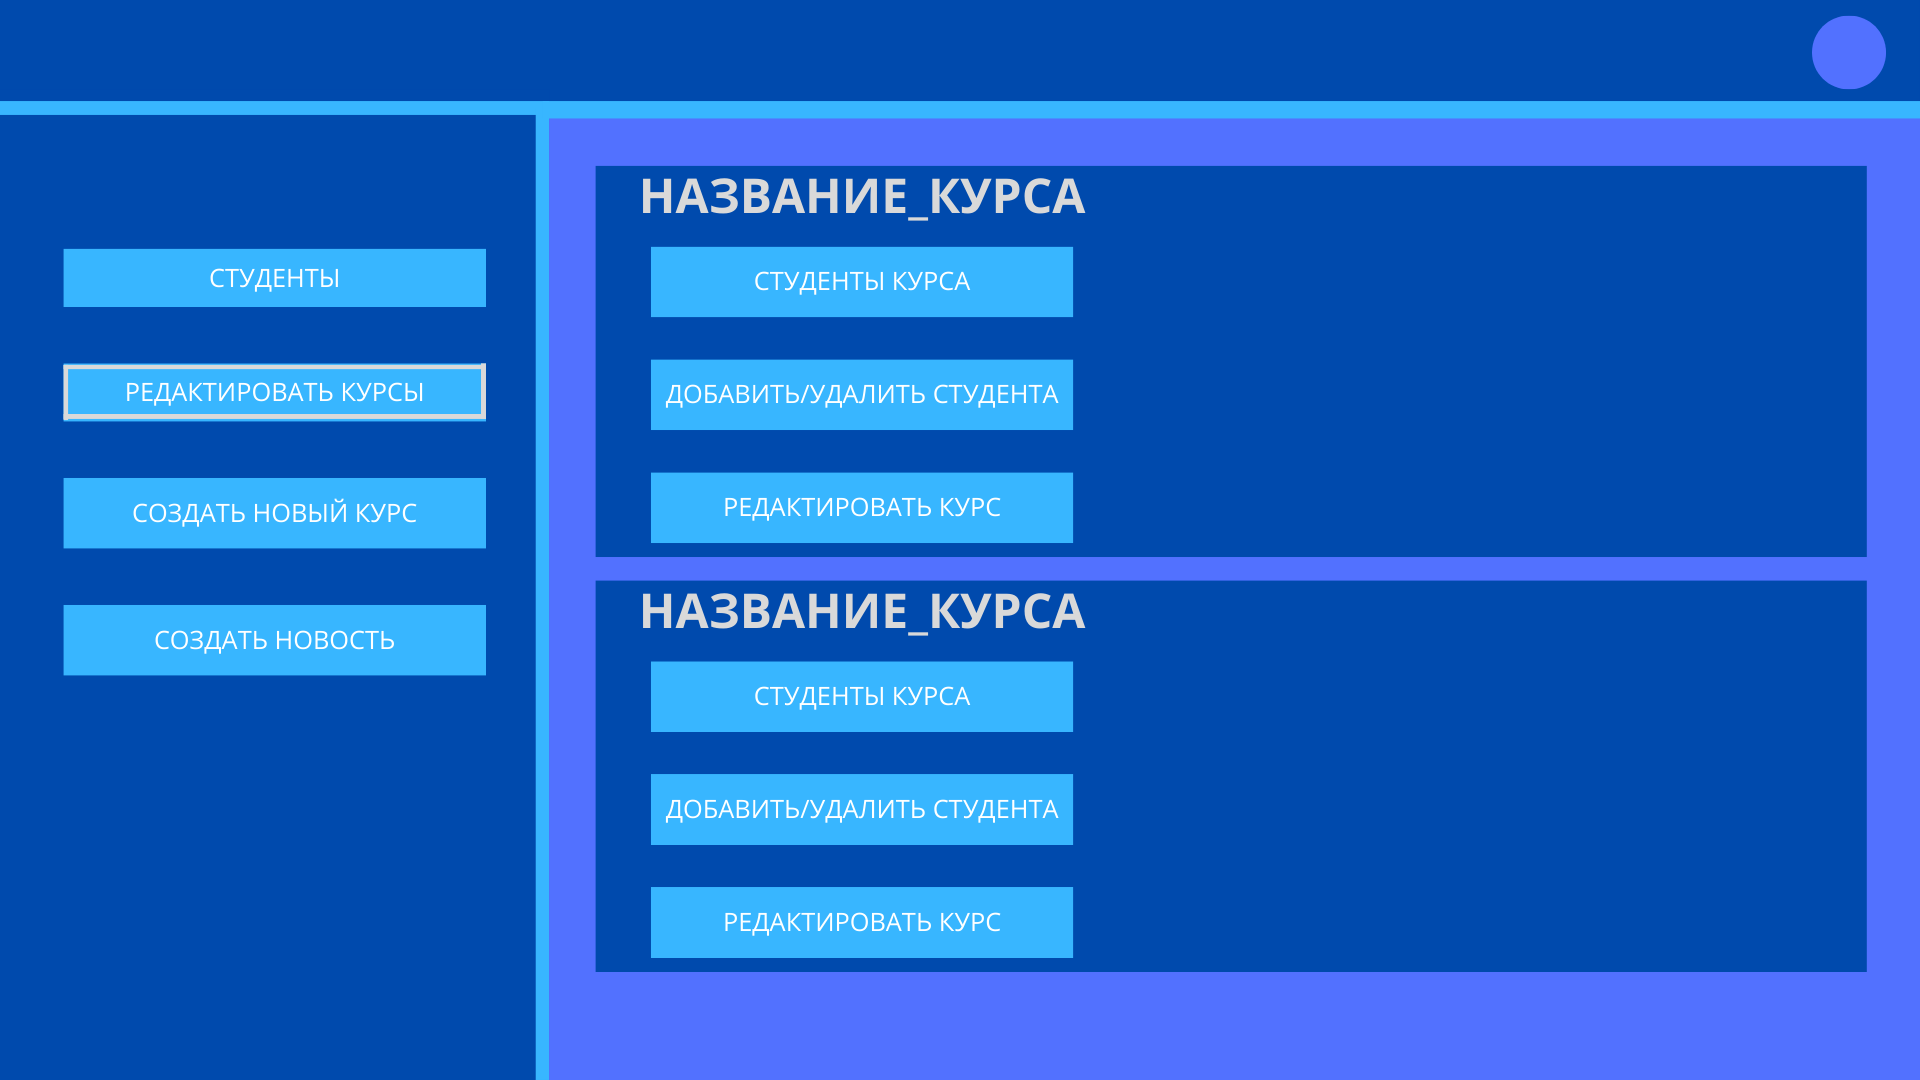 СТУДЕНТЫ
РЕДАКТИРОВАТЬ КУРСЫ
СОЗДАТЬ НОВЫЙ КУРС
СОЗДАТЬ НОВОСТЬ
НАЗВАНИЕ_КУРСА
СТУДЕНТЫ КУРСА
ДОБАВИТЬ/УДАЛИТЬ СТУДЕНТА
РЕДАКТИРОВАТЬ КУРС
НАЗВАНИЕ_КУРСА
СТУДЕНТЫ КУРСА
ДОБАВИТЬ/УДАЛИТЬ СТУДЕНТА
РЕДАКТИРОВАТЬ КУРС